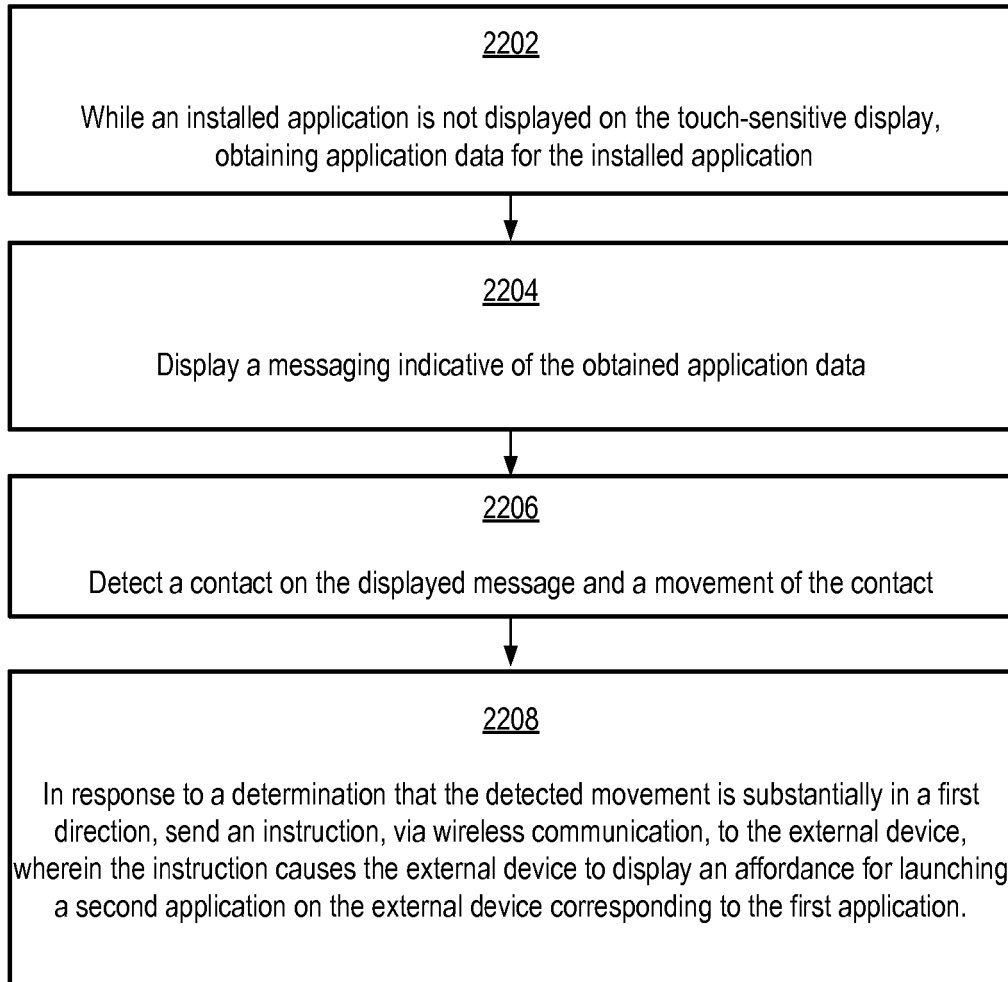 2202
While an installed application is not displayed on the touch-sensitive display,
obtaining application data for the installed application
2204
Display a messaging indicative of the obtained application data
2206
Detect a contact on the displayed message and a movement of the contact
2208
In response to a determination that the detected movement is substantially in a first
direction, send an instruction, via wireless communication, to the external device,
wherein the instruction causes the external device to display an affordance for launching
a second application on the external device corresponding to the first application.